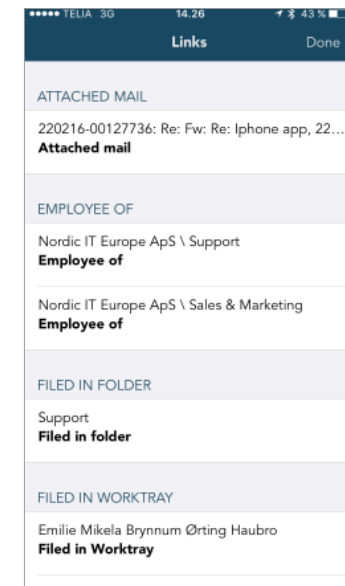 TELIA 3G 14.26 43 %
Links Done
ATTACHED MAIL
220216-00127736: Re: Fw: Re: Iphone app, 22...
Attached mail
EMPLOYEE OF
Nordic IT Europe ApS \ Support
Employee of
Nordic IT Europe ApS \ Sales & Marketing
Employee of
FILED IN FOLDER
Support
Filed in folder
FILED IN WORKTRAY
Emilie Mikela Brynnum Ørting Haubro
Filed in Worktray